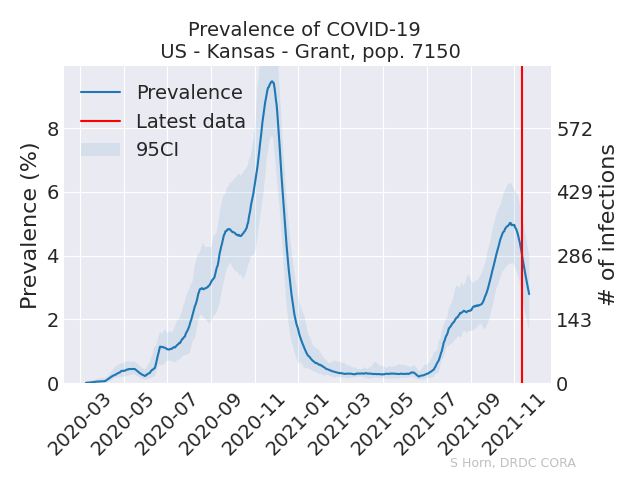 Prevalence of COVID-19
US - Kansas - Grant, pop. 7150
Prevalence
Latest data
95CI
Prevalence (%)
8
6
4
2
0
572
429
286
143
0
# of infections
2020-03
2020-05
2020-07
2020-09
2020-11
2021-01
2021-03
2021-05
2021-07
2021-09
2021-11
S Horn, DRDC CORA